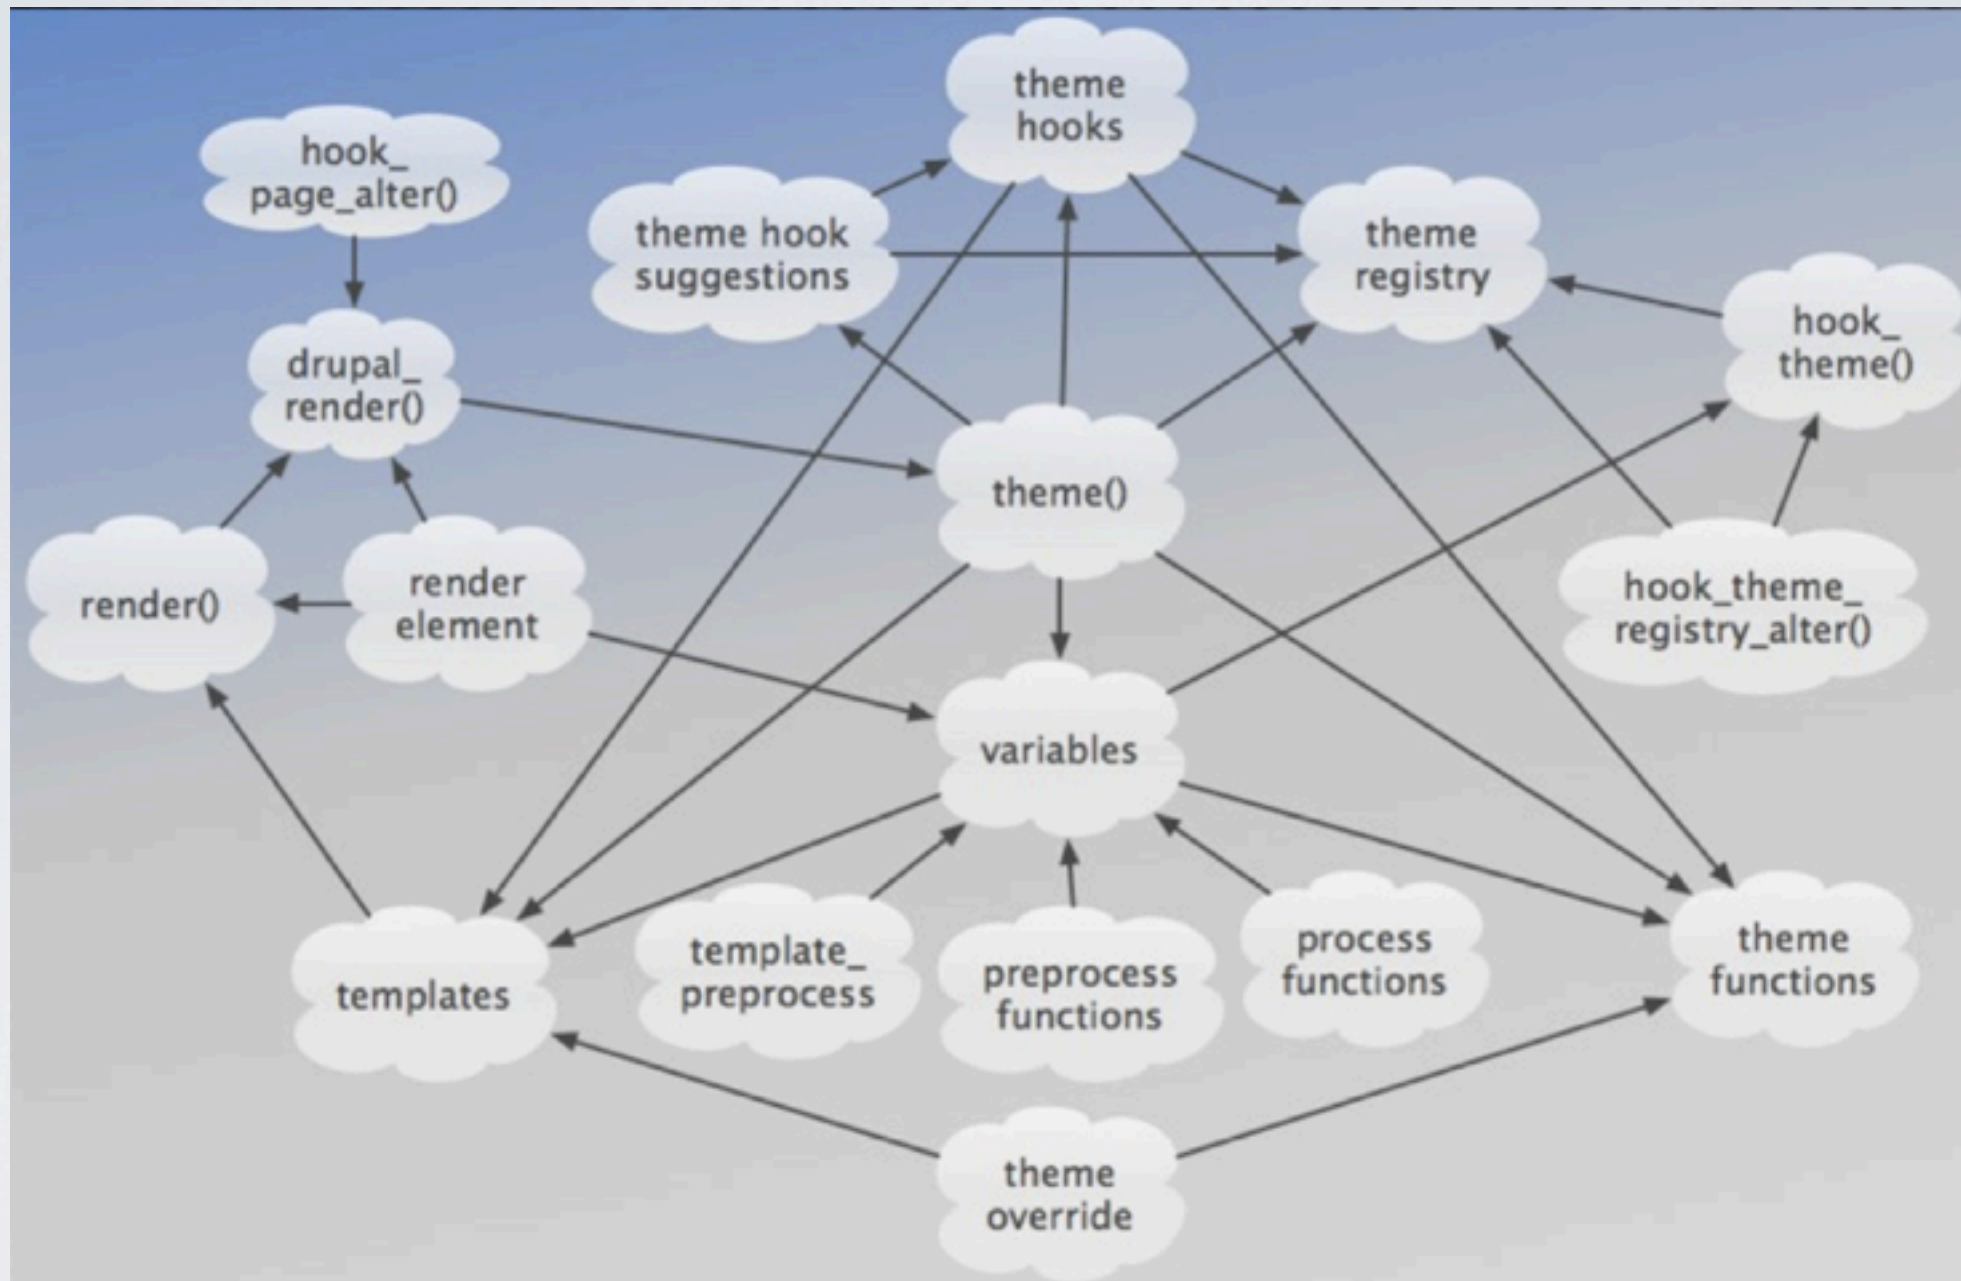 theme
hooks
hook_
page_alter()
theme hook
suggestions
theme
registry
hook_
theme()
drupal_
render()
theme()
render()
render
element
hook_theme_
registry_alter()
variables
templates
template_
preprocess
preprocess
functions
process
functions
theme
functions
theme
override